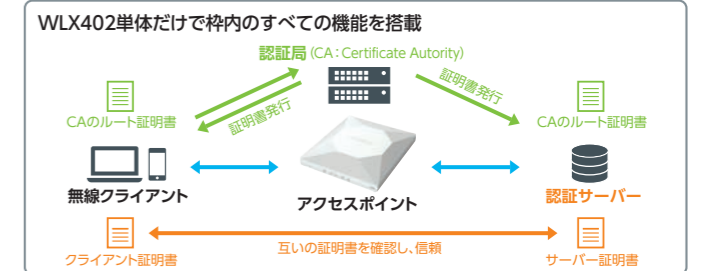 WLX402単体だけで枠内のすべての機能を搭載
認証局 (CA:Certificate Autority)
証明書発行
証明書発行
CAのルート証明書
CAのルート証明書
無線クライアント
アクセスポイント
認証サーバー
互いの証明書を確認し、信頼
クライアント証明書
サーバー証明書